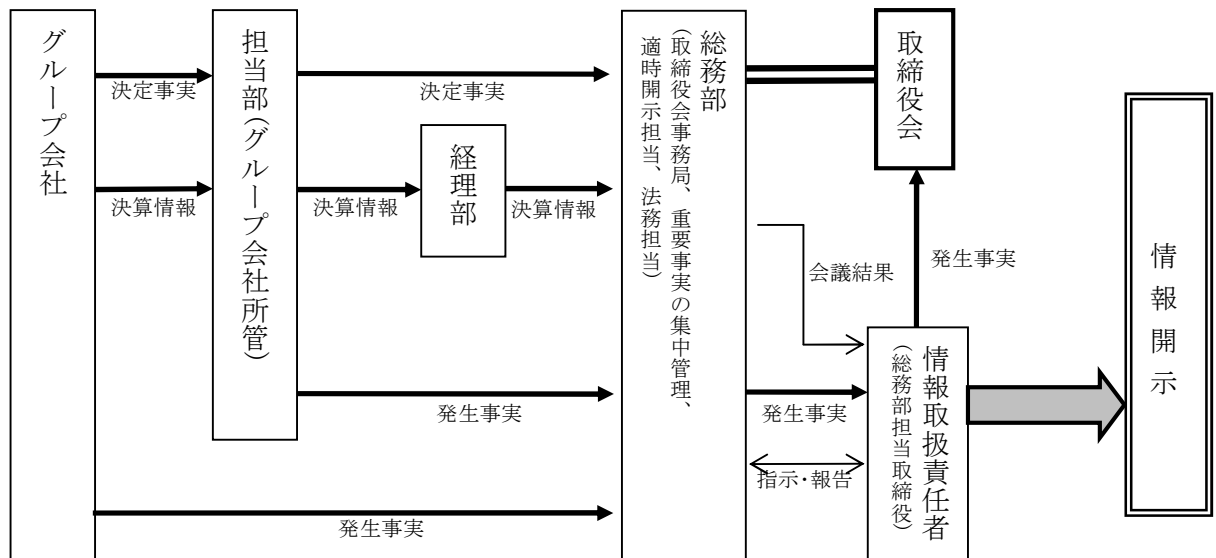 グループ会社
決定事実
決算情報
担当部(グループ会社所管)
決定事実
決算情報
経理部
決算情報
発生事実
発生事実
総務部
(取締役会事務局、重要事実の集中管理、
適時開示担当、法務担当)
取締役会
発生事実
会議結果
発生事実
指示・報告
情報取扱責任者
(総務部担当取締役)
情報開示